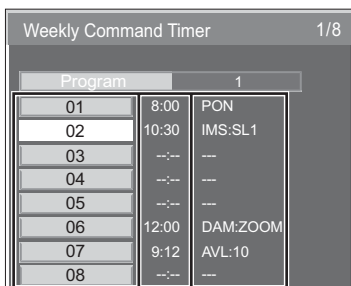 Weekly Command Timer 1/8
Program 1
01 8:00 PON
02 10:30 IMS:SL1
03 --:-- ---
04 --:-- ---
05 --:-- ---
06 12:00 DAM:ZOOM
07 9:12 AVL:10
08 --:-- ---